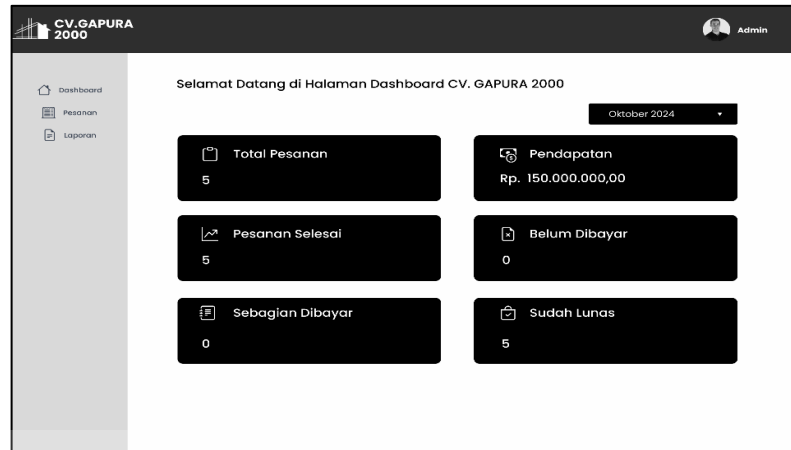 CV.GAPURA
2000
Admin
Dashboard
Pesanan
Laporan
Selamat Datang di Halaman Dashboard CV. GAPURA 2000
Oktober 2024
Total Pesanan
5
Pendapatan
Rp. 150.000.000,00
Pesanan Selesai
5
Belum Dibayar
0
Sebagian Dibayar
0
Sudah Lunas
5